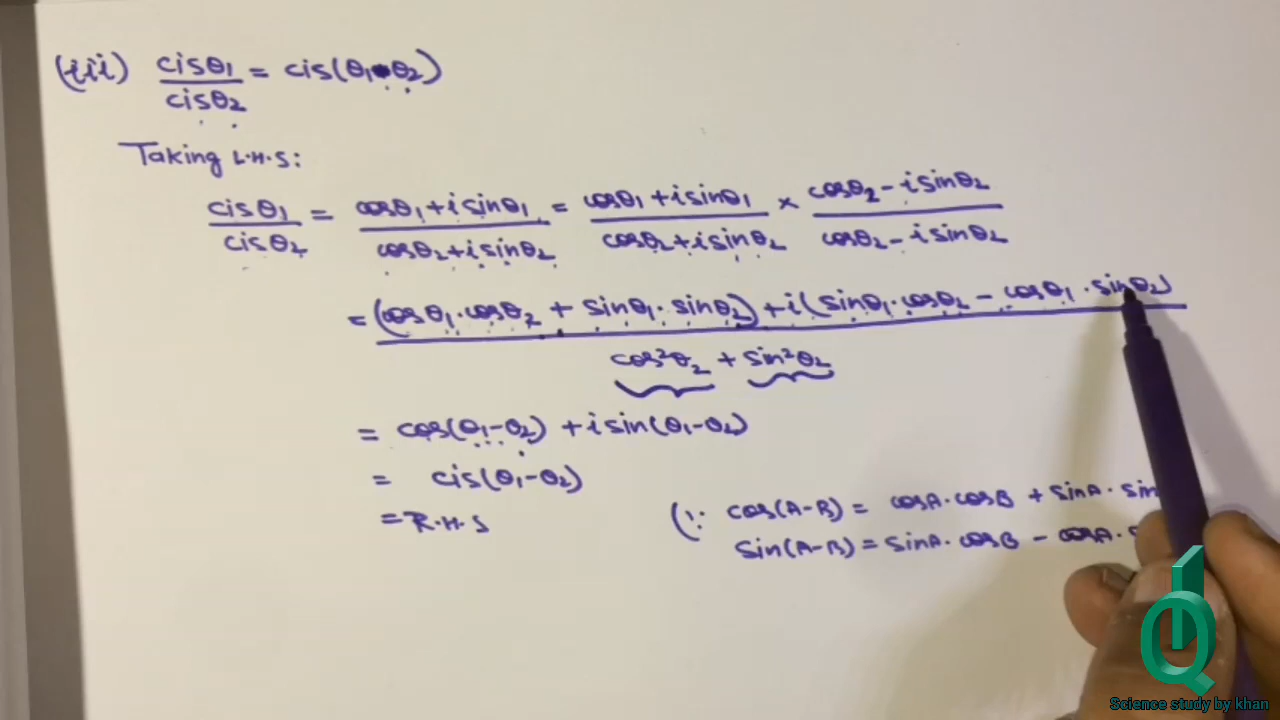 (iii) cisθ₁/cisθ₂ = cis(θ₁-θ₂)
Taking L.H.S:
cisθ₁/cisθ₂ = (cosθ₁+isinθ₁)/(cosθ₂+isinθ₂) = (cosθ₁+isinθ₁)/(cosθ₂+isinθ₂) × (cosθ₂-isinθ₂)/(cosθ₂-isinθ₂)
= ((cosθ₁·cosθ₂ + sinθ₁·sinθ₂)+i(sinθ₁·cosθ₂ - cosθ₁·sinθ₂))/(cos²θ₂ + sin²θ₂)
= cos(θ₁-θ₂) + isin(θ₁-θ₂)
= cis(θ₁-θ₂)
= R.H.S
(∵ cos(A-B) = cosA·cosB + sinA·sin
sin(A-B) = sinA·cosB - cosA·s
Science study by khan